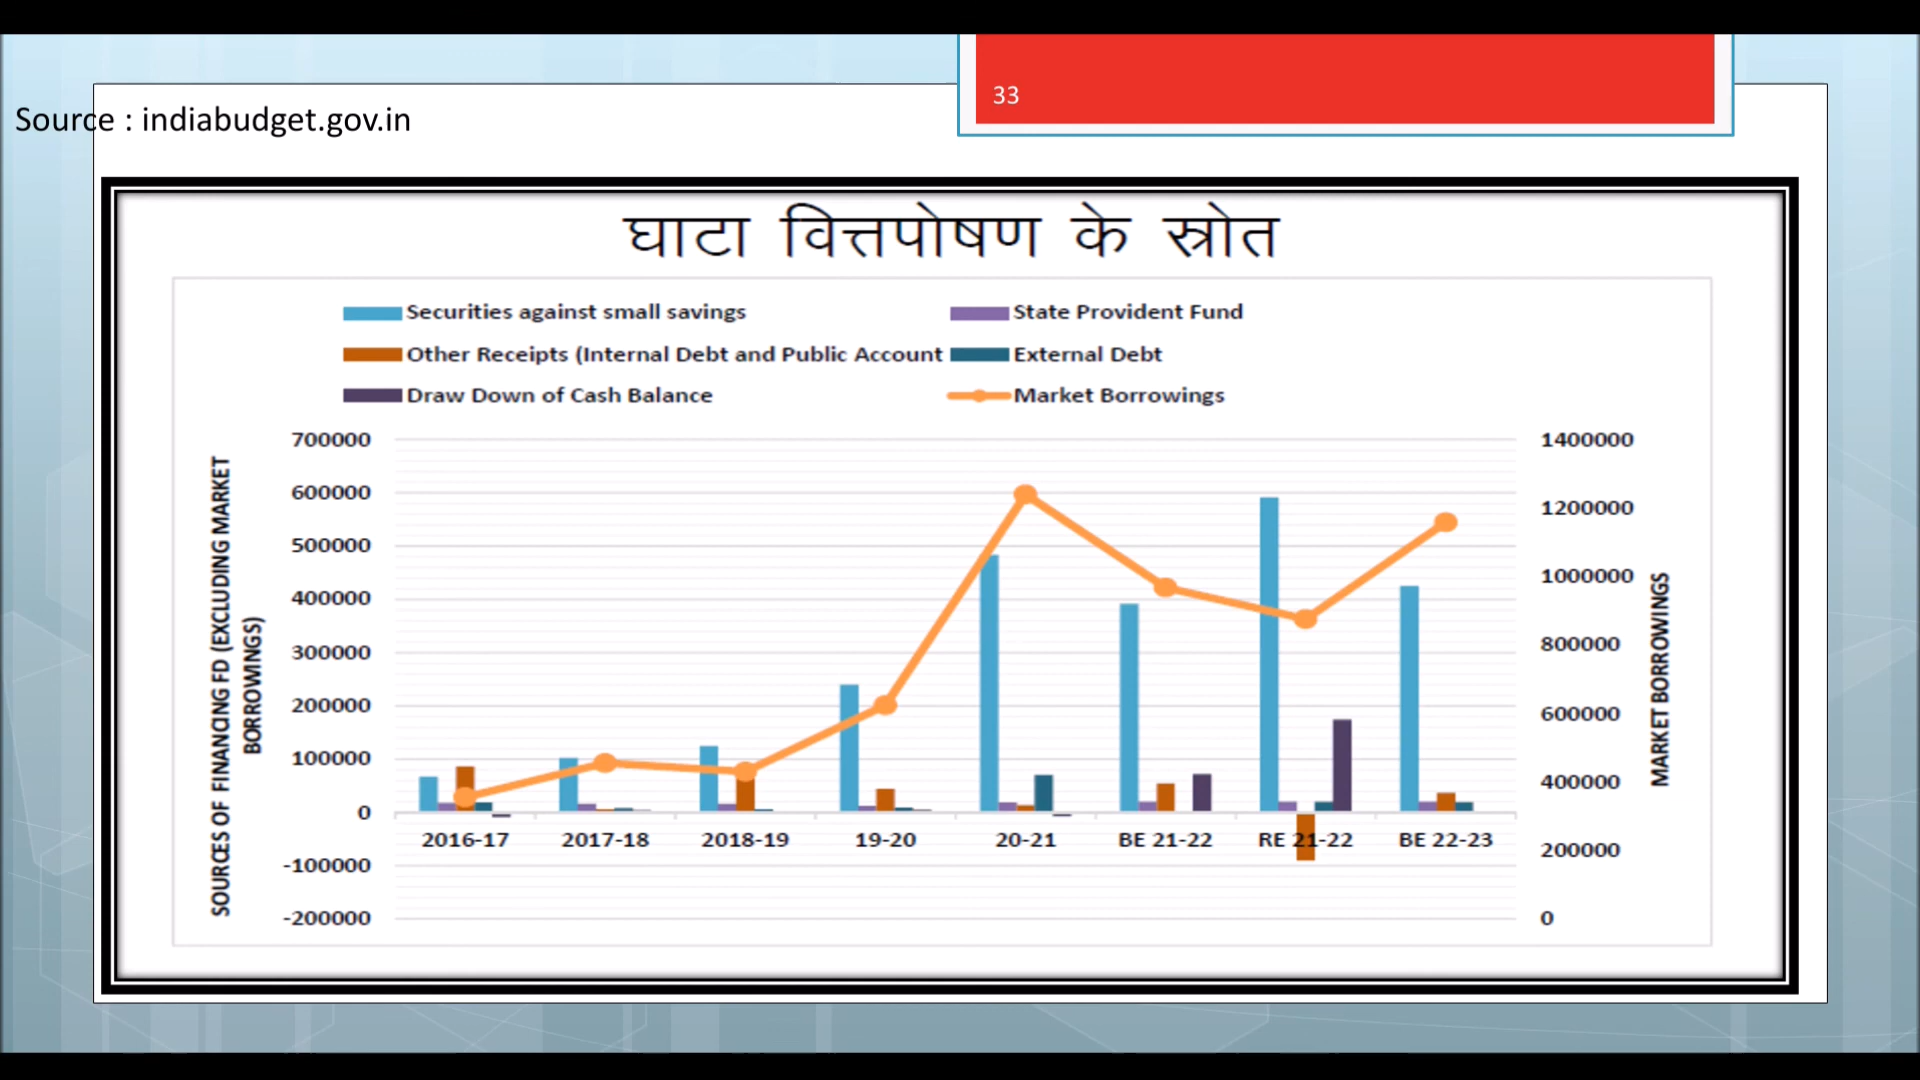 33
Source : indiabudget.gov.in
घाटा वित्तपोषण के स्रोत
Securities against small savings
State Provident Fund
Other Receipts (Internal Debt and Public Account
External Debt
Draw Down of Cash Balance
Market Borrowings
SOURCES OF FINANCING FD (EXCLUDING MARKET
BORROWNGS)
700000
600000
500000
400000
300000
200000
100000
0
-100000
-200000
2016-17
2017-18
2018-19
19-20
20-21
BE 21-22
RE 21-22
BE 22-23
1400000
1200000
1000000
800000
600000
400000
200000
0
MARKET BORROWINGS